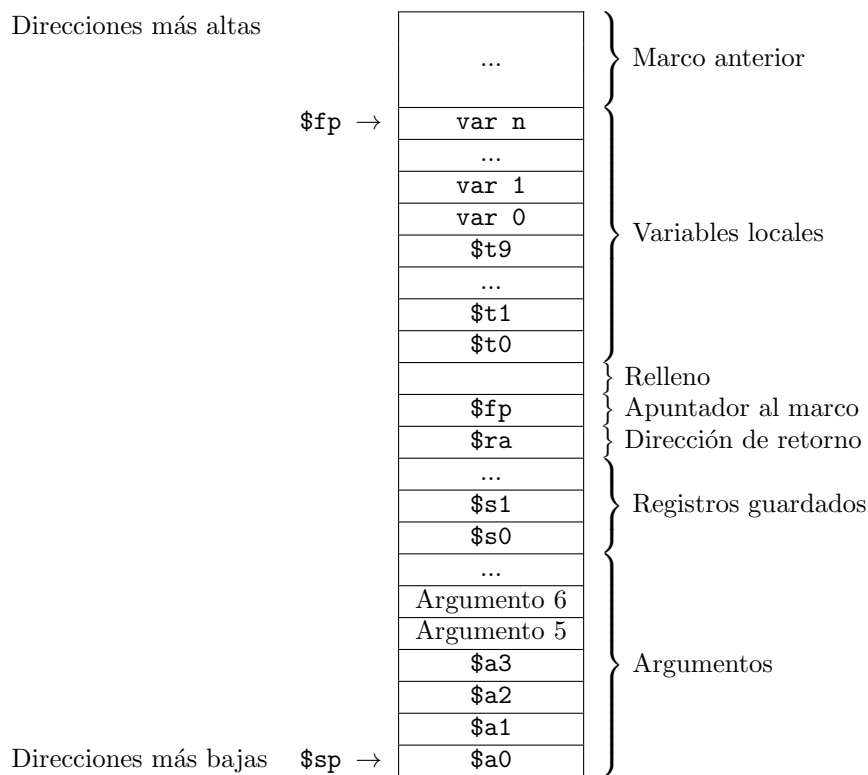 Direcciones más altas
... Marco anterior
$fp → var n
...
var 1
var 0 Variables locales
$t9
...
$t1
$t0
Relleno
$fp Apuntador al marco
$ra Dirección de retorno
...
$s1 Registros guardados
$s0
...
Argumento 6
Argumento 5
$a3 Argumentos
$a2
$a1
Direcciones más bajas $sp → $a0